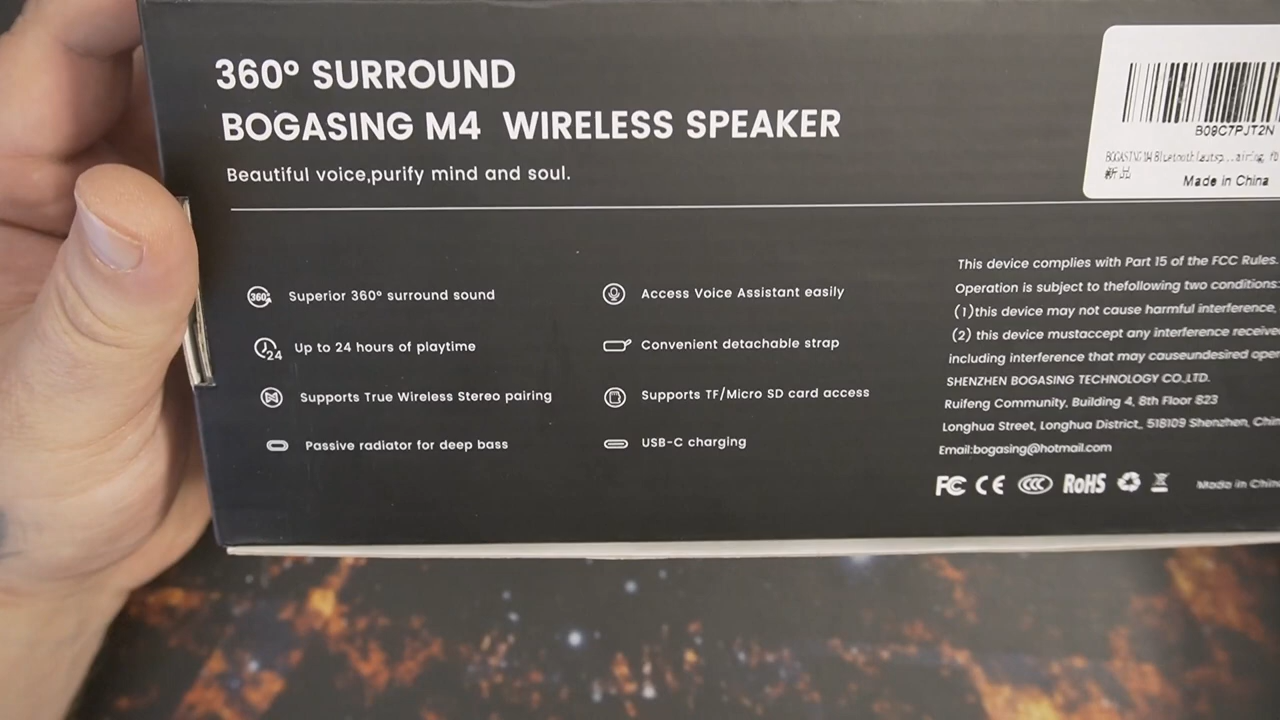 360° SURROUND
BOGASING M4 WIRELESS SPEAKER
Beautiful voice,purify mind and soul.
B09C7PJT2N
新品
Made in China
360°
Superior 360° surround sound
24
Up to 24 hours of playtime
Supports True Wireless Stereo pairing
Passive radiator for deep bass
Access Voice Assistant easily
Convenient detachable strap
Supports TF/Micro SD card access
USB-C charging
This device complies with Part 15 of the FCC Rules.
Operation is subject to thefollowing two conditions:
(1)this device may not cause harmful interference,
(2) this device mustaccept any interference receive
including interference that may causeundesired oper
SHENZHEN BOGASING TECHNOLOGY CO.,LTD.
Ruifeng Community, Building 4, 8th Floor 823
Longhua Street, Longhua District, 518109 Shenzhen, Chin
Email:bogasing@hotmail.com
FC CE CCC RoHS Made in China